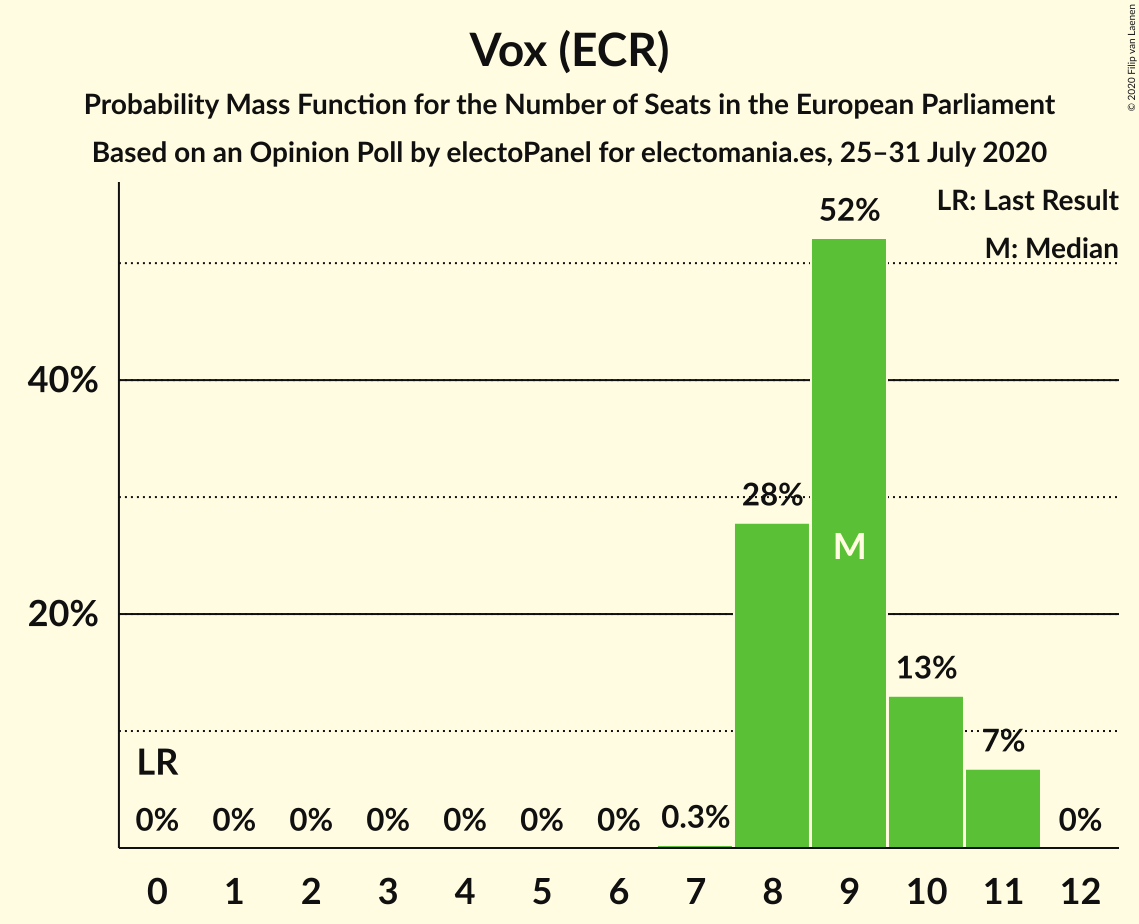 Vox (ECR)
Probability Mass Function for the Number of Seats in the European Parliament
Based on an Opinion Poll by electoPanel for electomania.es, 25–31 July 2020
© 2020 Filip van Laenen
LR: Last Result
M: Median
52%
40%
28%
M
20%
13%
7%
LR
0% 0% 0% 0% 0% 0% 0% 0.3% 0%
0 1 2 3 4 5 6 7 8 9 10 11 12